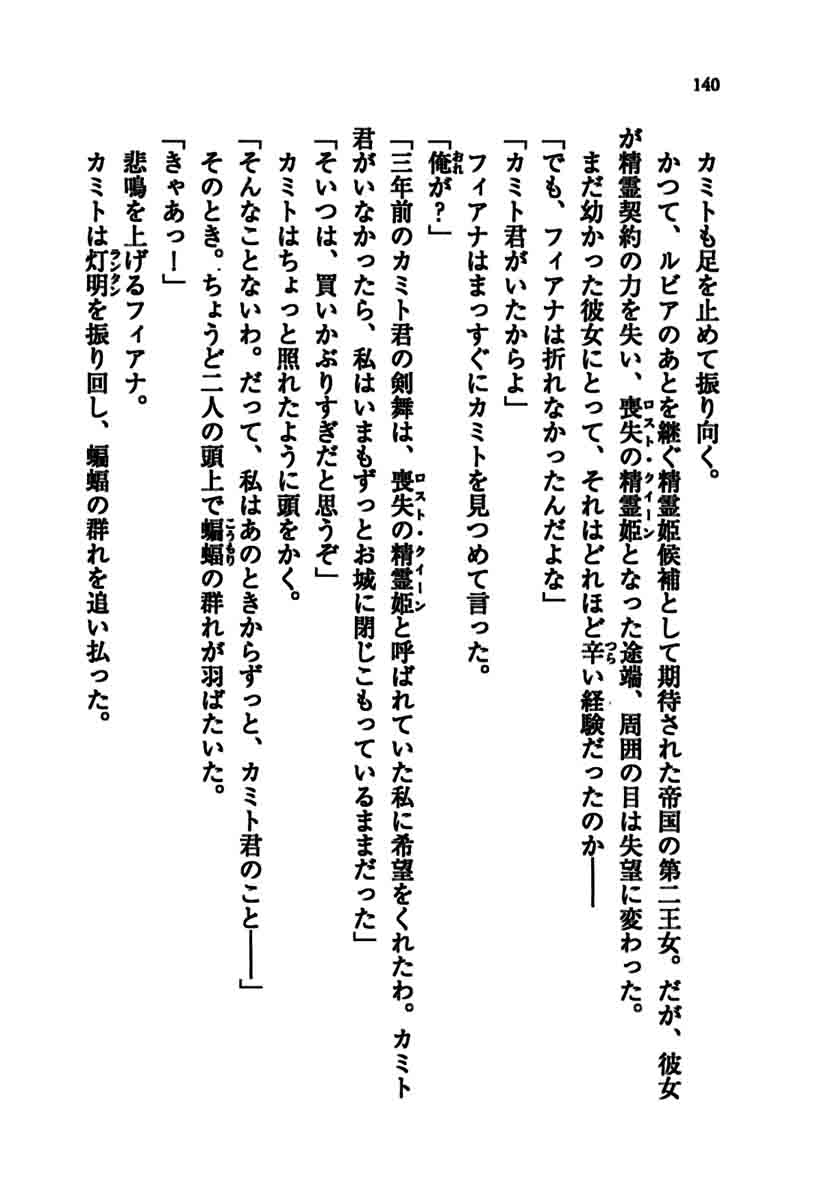 140
カミトも足を止めて振り向く。
かつて、ルビアのあとを継ぐ精霊姫候補として期待された帝国の第二王女。だが、彼女
が精霊契約の力を失い、喪失の精霊姫となった途端、周囲の目は失望に変わった。
ロスト・クイーン
まだ幼かった彼女にとって、それはどれほど辛い経験だったのか――
つら
「でも、フィアナは折れなかったんだよな」
「カミト君がいたからよ」
フィアナはまっすぐにカミトを見つめて言った。
「俺が?」
おれ
「三年前のカミト君の剣舞は、喪失の精霊姫と呼ばれていた私に希望をくれたわ。カミト
ロスト・クイーン
君がいなかったら、私はいまもずっとお城に閉じこもっているままだった」
「そいつは、買いかぶりすぎだと思うぞ」
カミトはちょっと照れたように頭をかく。
「そんなことないわ。だって、私はあのときからずっと、カミト君のこと――」
そのとき。ちょうど二人の頭上で蝙蝠の群れが羽ばたいた。
こうもり
「きゃあっ!」
悲鳴を上げるフィアナ。
カミトは灯明を振り回し、蝙蝠の群れを追い払った。
ランタン